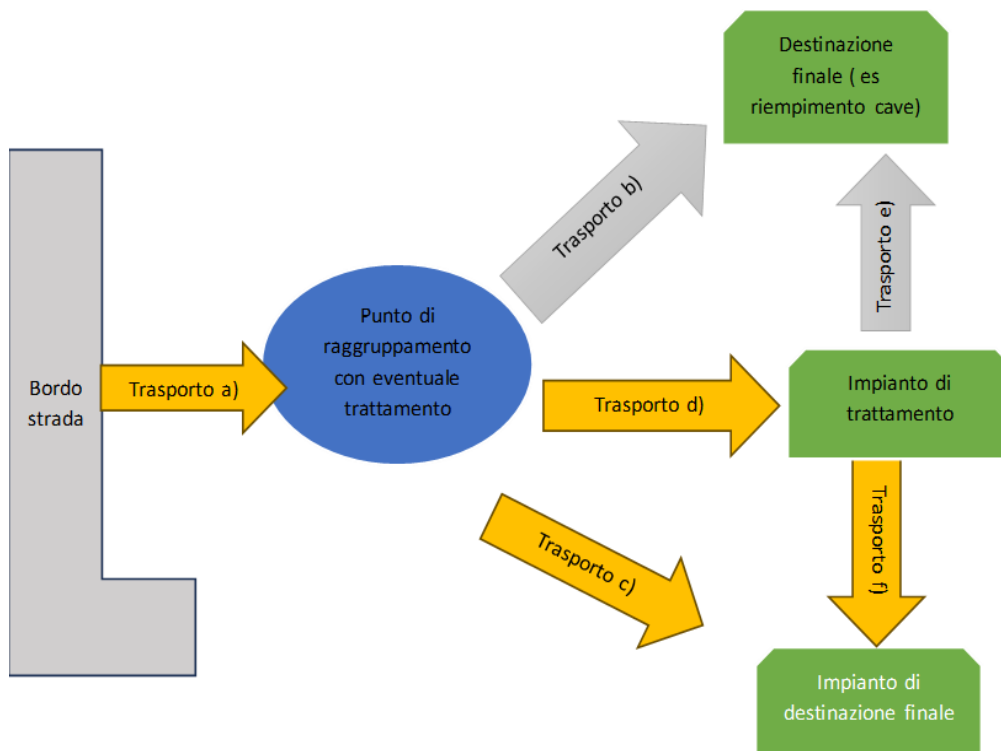 Destinazione
finale ( es
riempimento cave)
Trasporto b)
Trasporto e)
Punto di
raggruppamento
con eventuale
trattamento
Bordo
strada
Trasporto a)
Trasporto d)
Impianto di
trattamento
Trasporto c)
Trasporto f)
Impianto di
destinazione finale